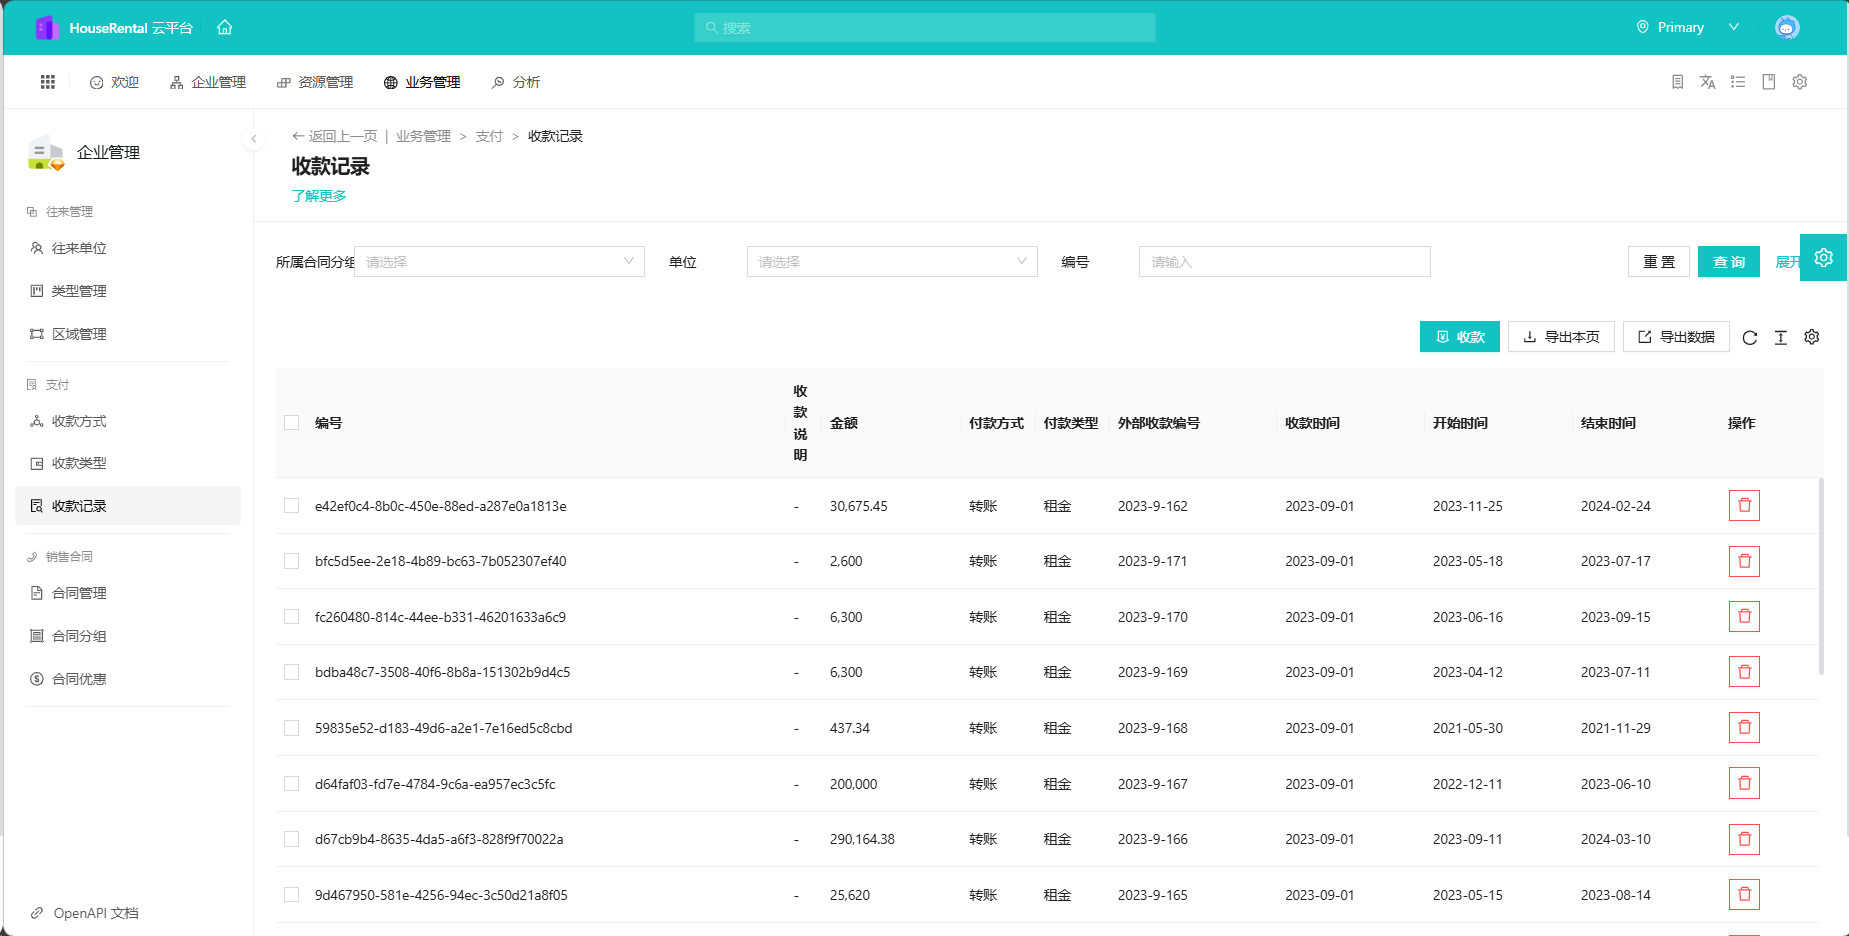 HouseRental 云平台
搜索
Primary
欢迎
企业管理
资源管理
业务管理
分析
企业管理
往来管理
往来单位
类型管理
区域管理
支付
收款方式
收款类型
收款记录
销售合同
合同管理
合同分组
合同优惠
OpenAPI 文档
返回上一页 | 业务管理 > 支付 > 收款记录
收款记录
了解更多
所属合同分组 请选择 单位 请选择 编号 请输入 重 置 查 询 展开
收款 导出本页 导出数据
编号 收款说明 金额 付款方式 付款类型 外部收款编号 收款时间 开始时间 结束时间 操作
e42ef0c4-8b0c-450e-88ed-a287e0a1813e - 30,675.45 转账 租金 2023-9-162 2023-09-01 2023-11-25 2024-02-24
bfc5d5ee-2e18-4b89-bc63-7b052307ef40 - 2,600 转账 租金 2023-9-171 2023-09-01 2023-05-18 2023-07-17
fc260480-814c-44ee-b331-46201633a6c9 - 6,300 转账 租金 2023-9-170 2023-09-01 2023-06-16 2023-09-15
bdba48c7-3508-40f6-8b8a-151302b9d4c5 - 6,300 转账 租金 2023-9-169 2023-09-01 2023-04-12 2023-07-11
59835e52-d183-49d6-a2e1-7e16ed5c8cbd - 437.34 转账 租金 2023-9-168 2023-09-01 2021-05-30 2021-11-29
d64faf03-fd7e-4784-9c6a-ea957ec3c5fc - 200,000 转账 租金 2023-9-167 2023-09-01 2022-12-11 2023-06-10
d67cb9b4-8635-4da5-a6f3-828f9f70022a - 290,164.38 转账 租金 2023-9-166 2023-09-01 2023-09-11 2024-03-10
9d467950-581e-4256-94ec-3c50d21a8f05 - 25,620 转账 租金 2023-9-165 2023-09-01 2023-05-15 2023-08-14